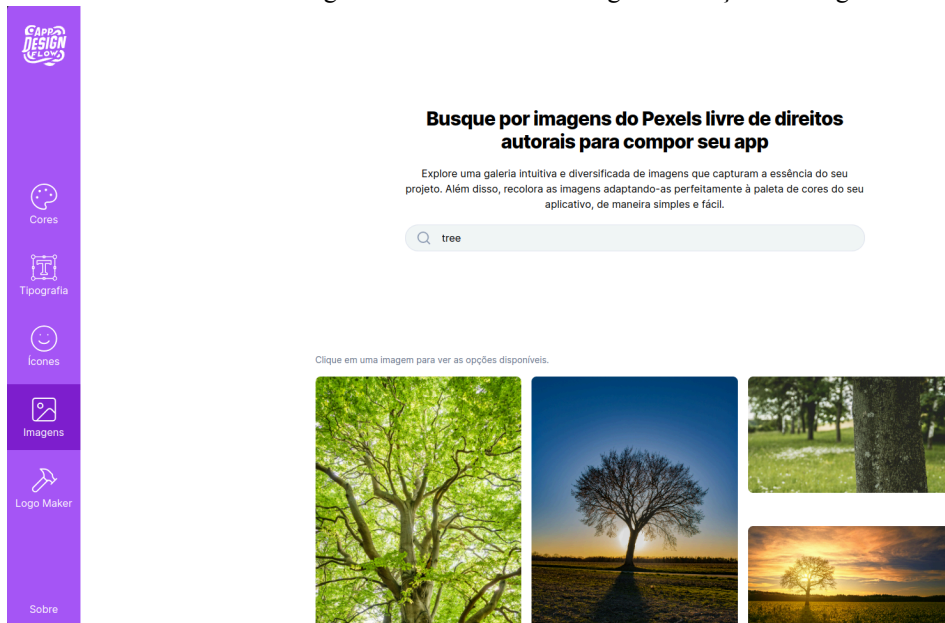 APP
DESIGN
FLOW
Busque por imagens do Pexels livre de direitos
autorais para compor seu app
Explore uma galeria intuitiva e diversificada de imagens que capturam a essência do seu
projeto. Além disso, recolora as imagens adaptando-as perfeitamente à paleta de cores do seu
aplicativo, de maneira simples e fácil.
tree
Cores
Tipografia
Ícones
Imagens
Logo Maker
Sobre
Clique em uma imagem para ver as opções disponíveis.